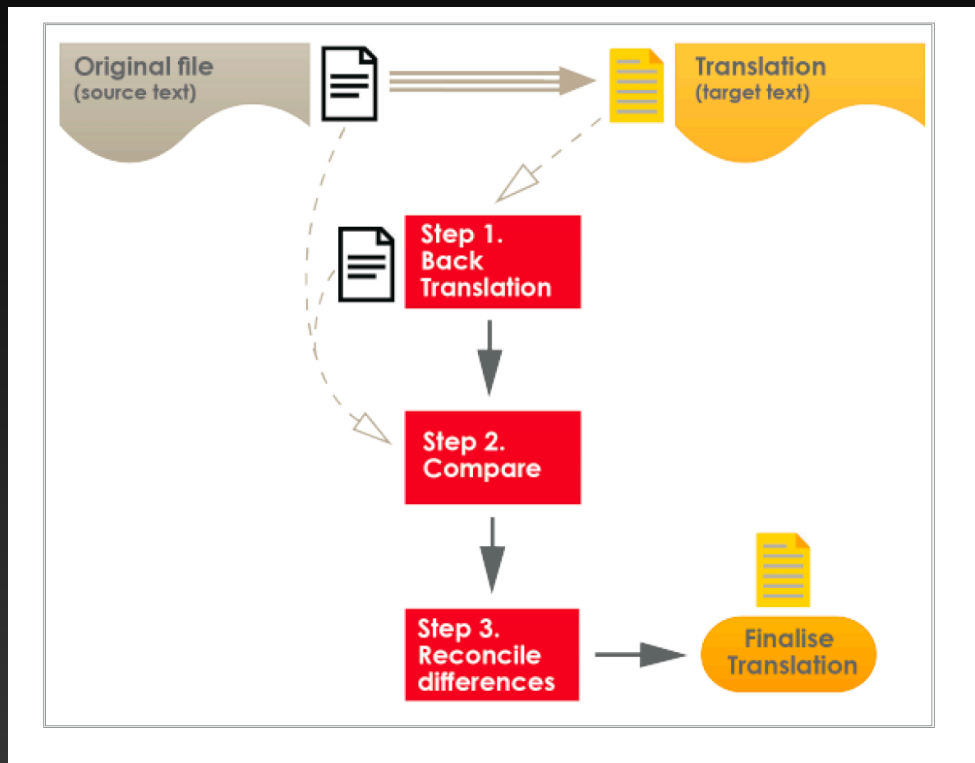 Original file
(source text)
Translation
(target text)
Step 1.
Back
Translation
Step 2.
Compare
Step 3.
Reconcile
differences
Finalise
Translation